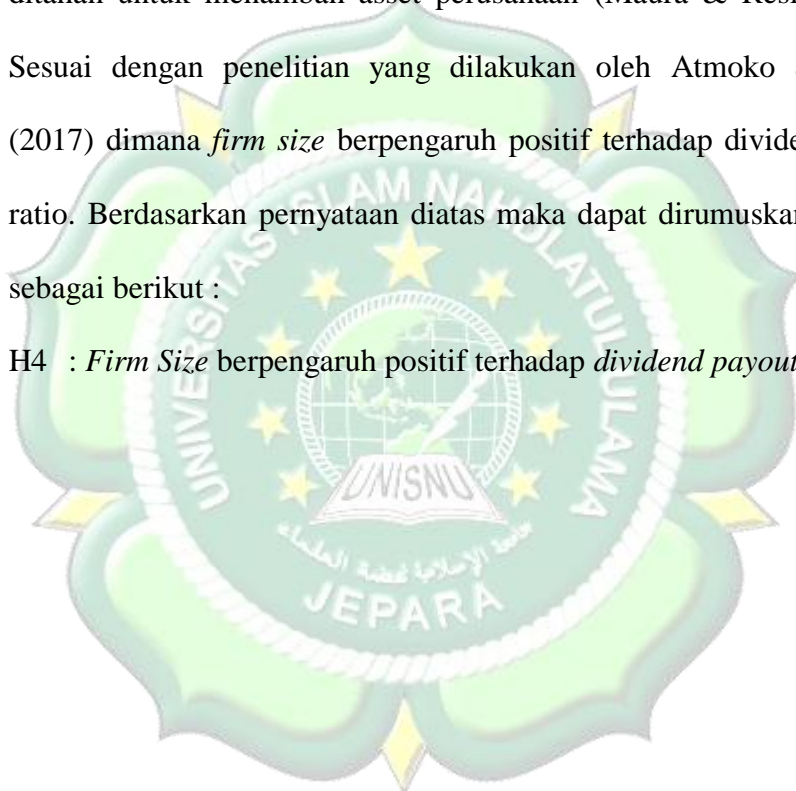 ditahan untuk menambah asset perusahaan (Maura &
Sesuai dengan penelitian yang dilakukan oleh Atmoko
(2017) dimana firm size berpengaruh positif terhadap divide
ratio. Berdasarkan pernyataan diatas maka dapat dirumuskan
sebagai berikut :
H4 : Firm Size berpengaruh positif terhadap dividend payout
UNIVERSITAS ISLAM NAHDLATUL ULAMA
UNISNU
JEPARA